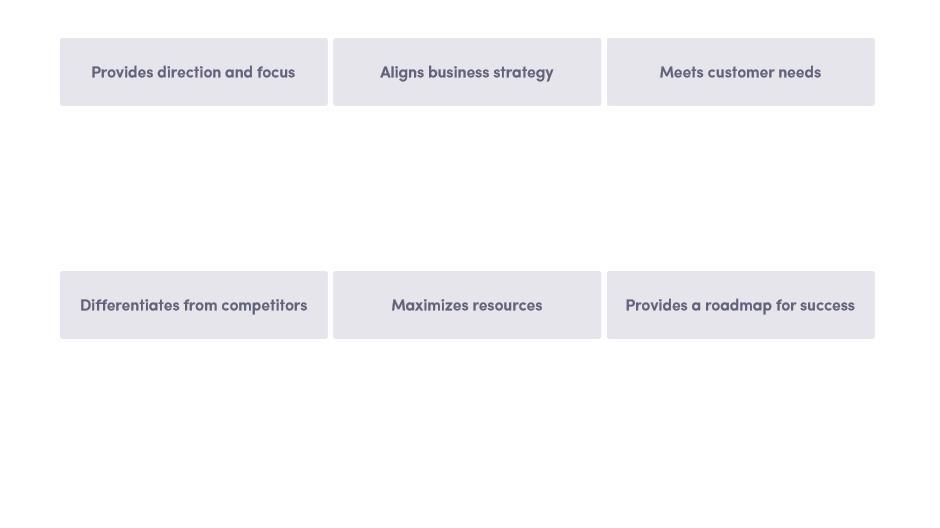 Provides direction and focus
Aligns business strategy
Meets customer needs
Differentiates from competitors
Maximizes resources
Provides a roadmap for success